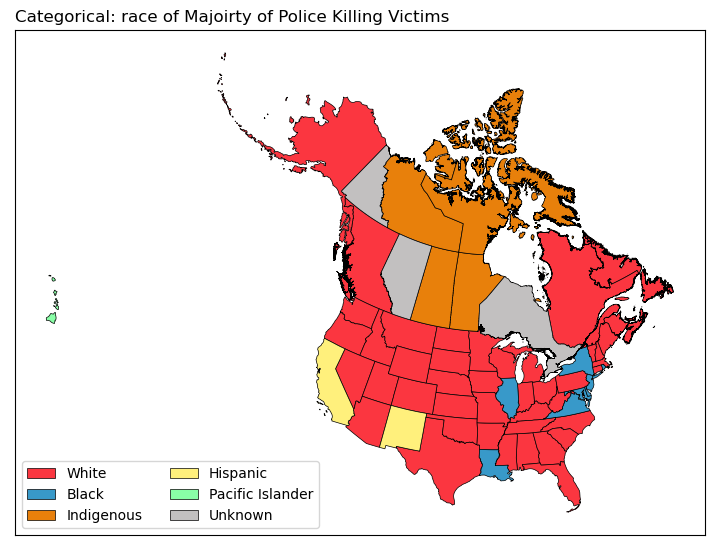 Categorical: race of Majoirty of Police Killing Victims
White
Black
Indigenous
Hispanic
Pacific Islander
Unknown